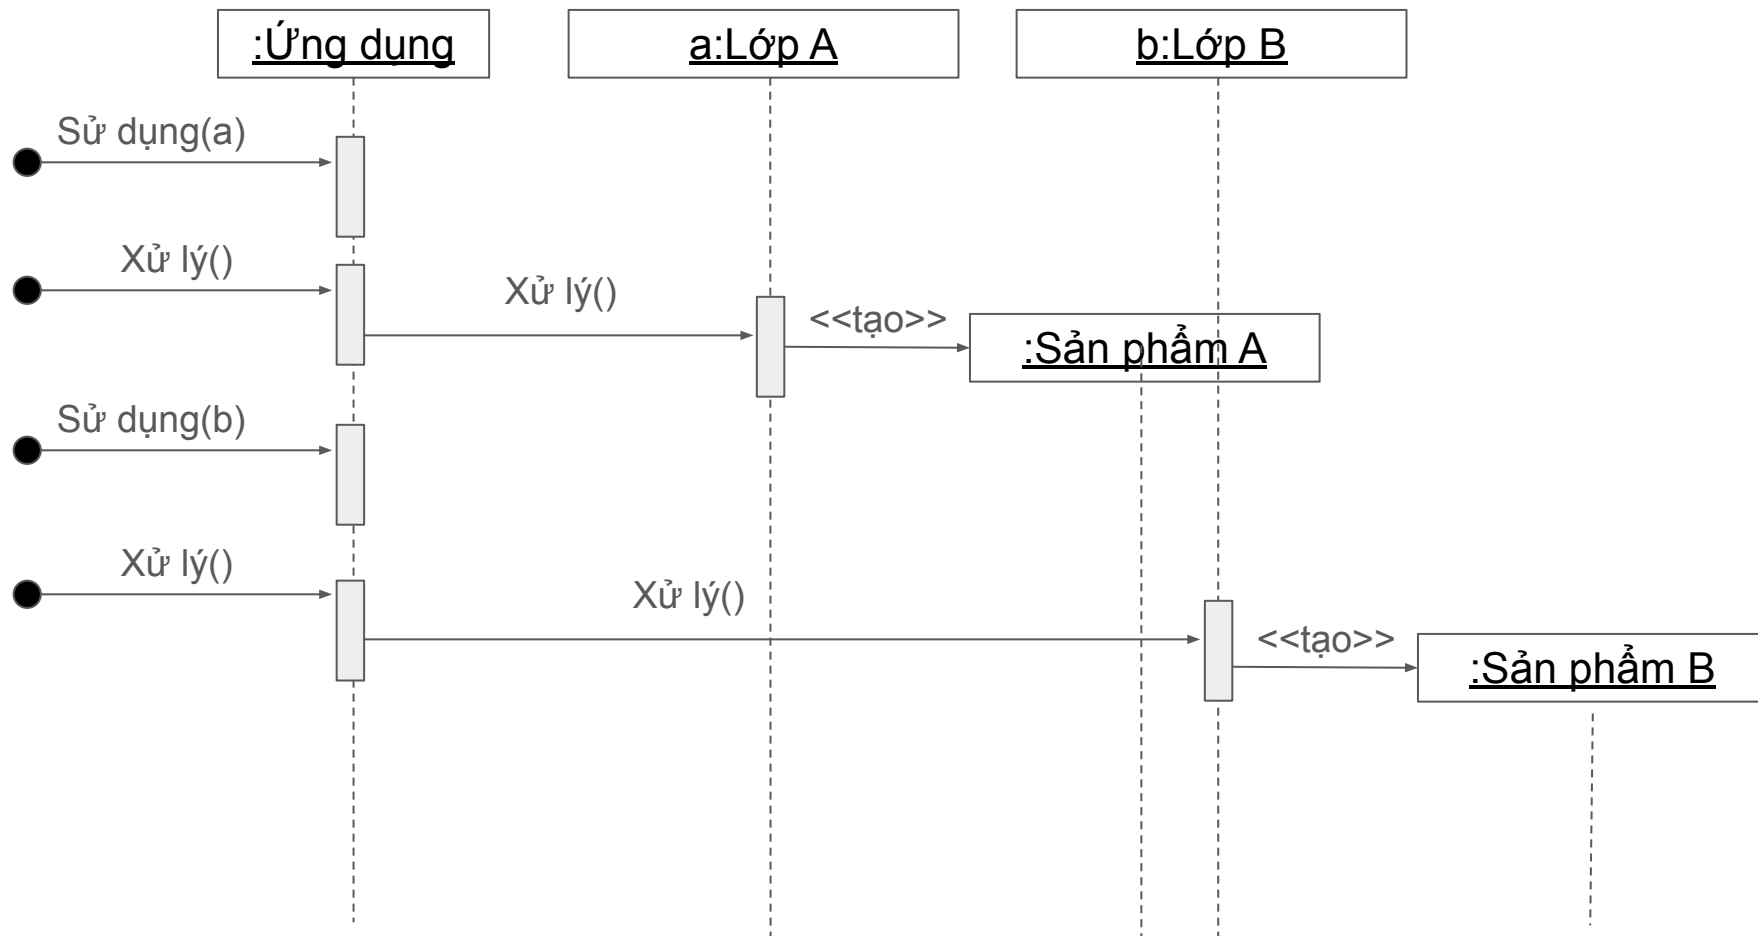 :Ứng dụng
a:Lớp A
b:Lớp B
Sử dụng(a)
Xử lý()
Xử lý()
<<tạo>>
:Sản phẩm A
Sử dụng(b)
Xử lý()
Xử lý()
<<tạo>>
:Sản phẩm B